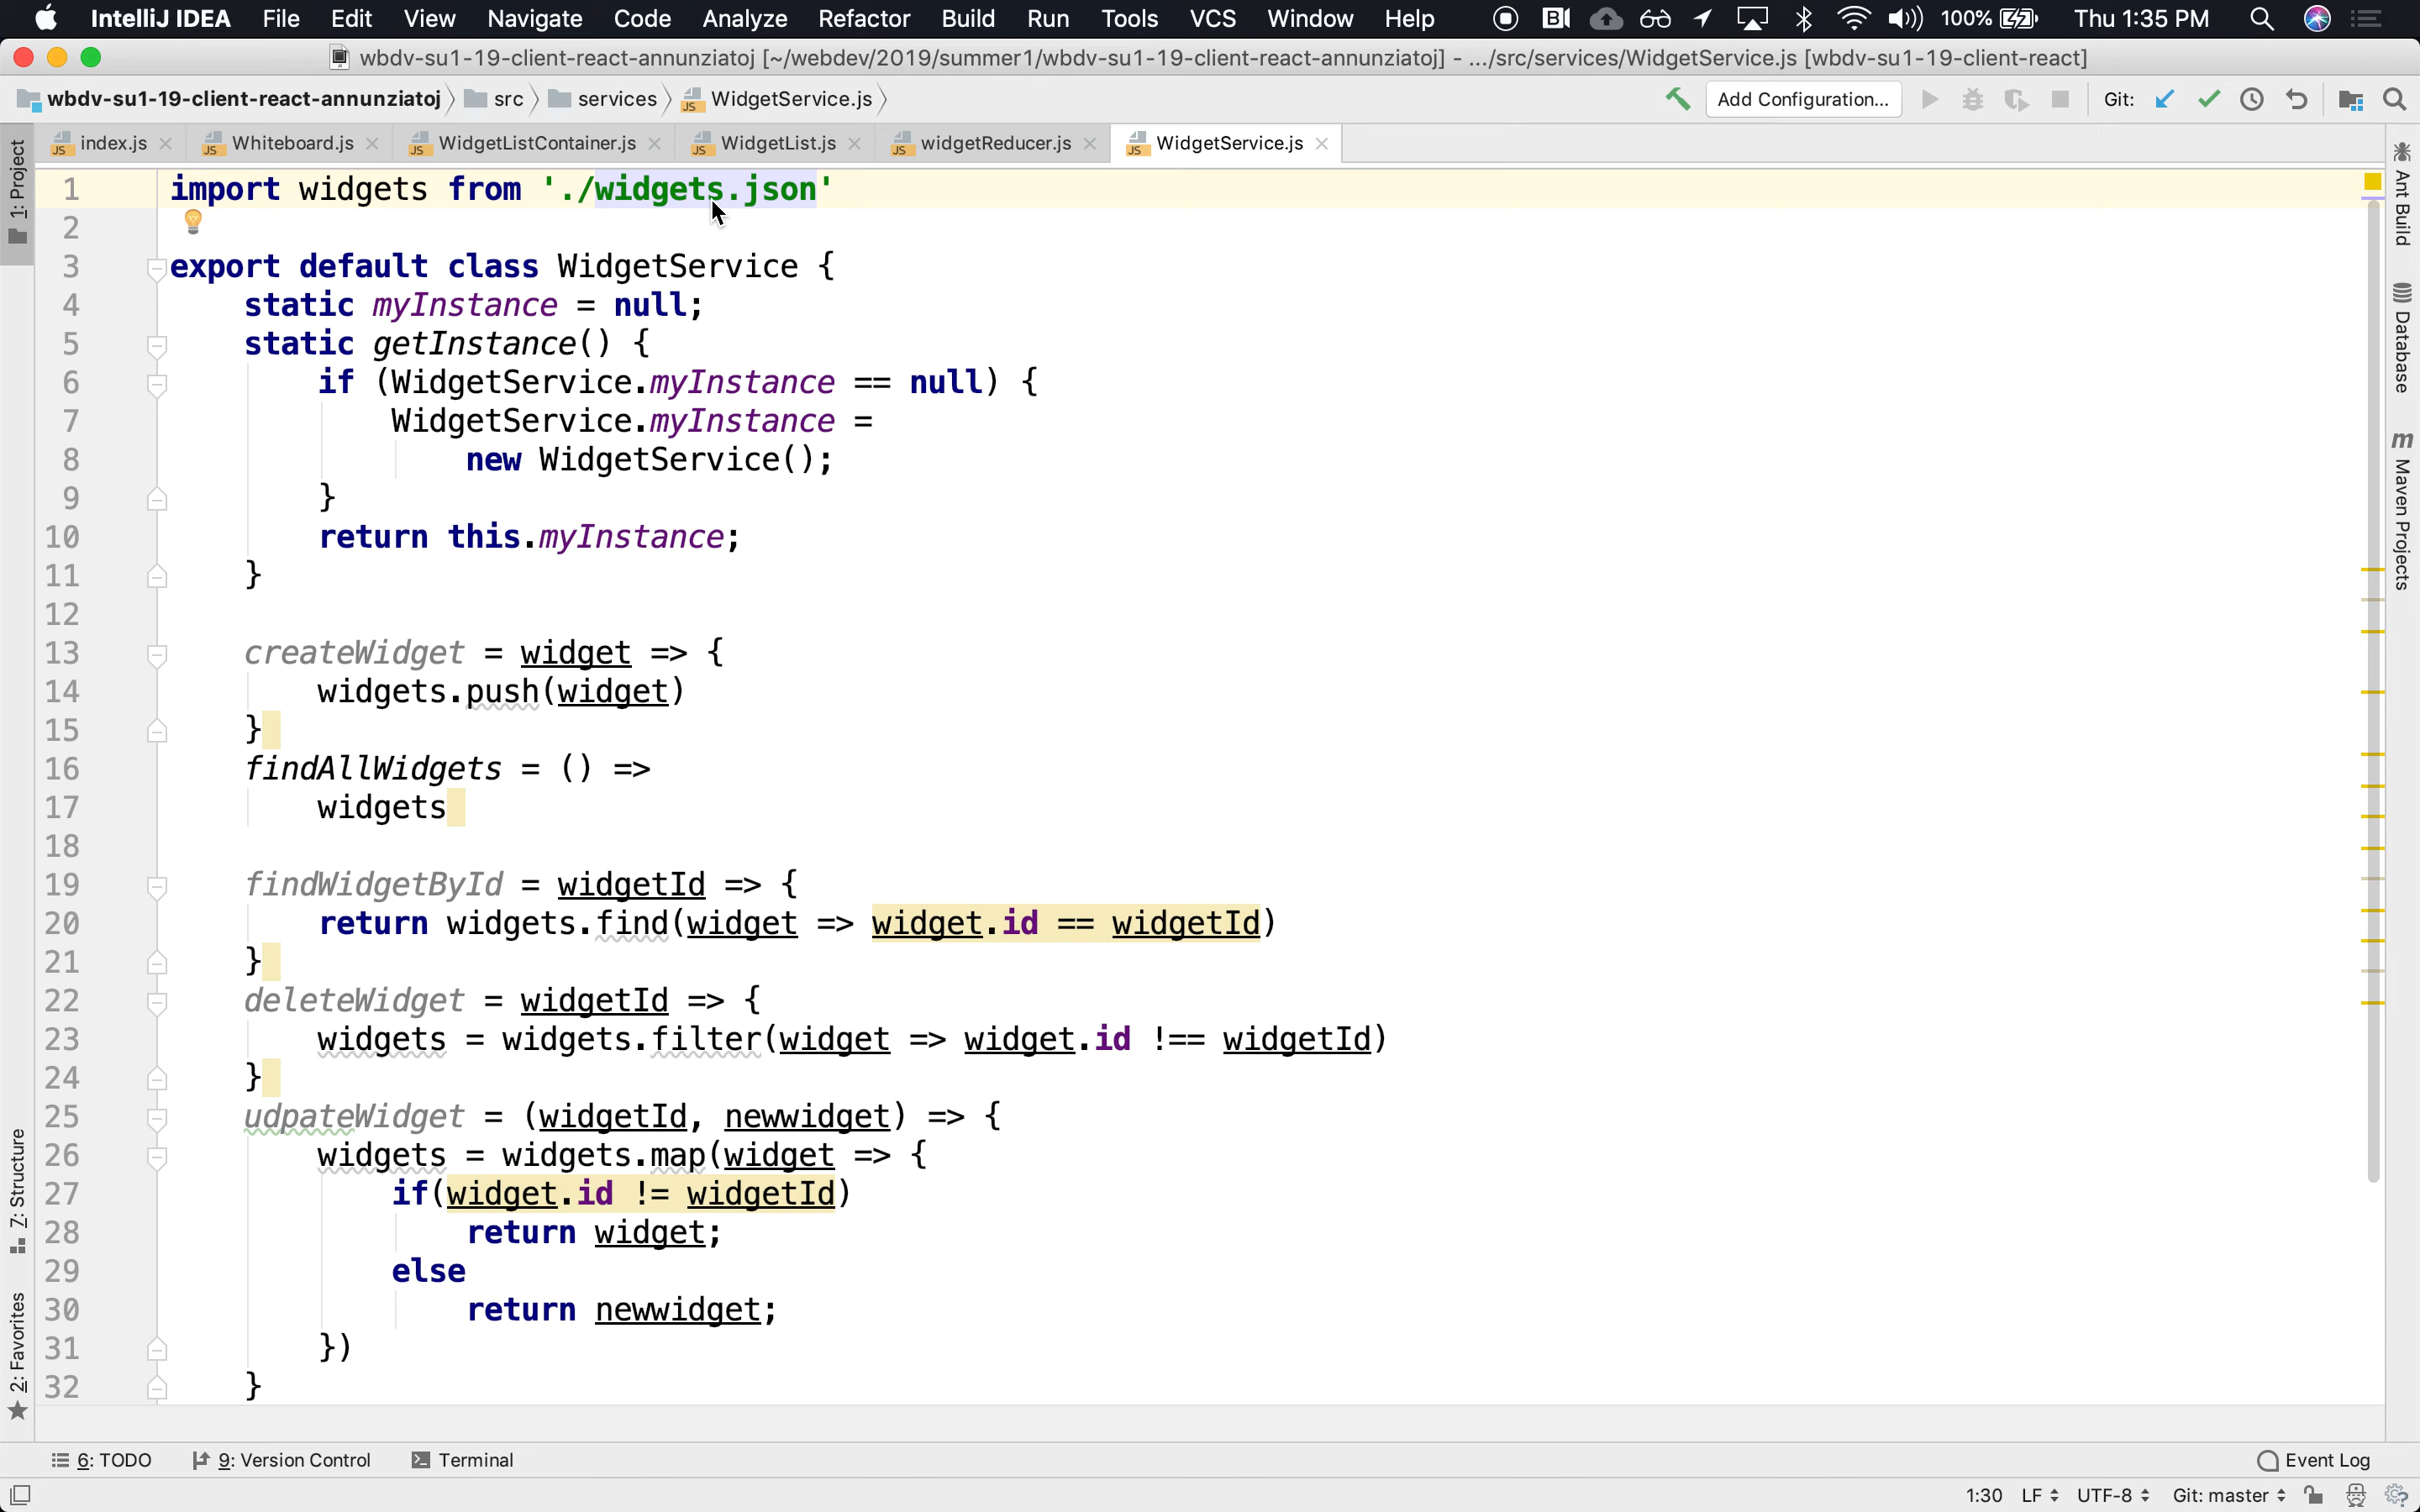 IntelliJ IDEA File Edit View Navigate Code Analyze Refactor Build Run Tools VCS Window Help 100% Thu 1:35 PM
wbdv-su1-19-client-react-annunziatoj [~/webdev/2019/summer1/wbdv-su1-19-client-react-annunziatoj] - .../src/services/WidgetService.js [wbdv-su1-19-client-react]
wbdv-su1-19-client-react-annunziatoj src services WidgetService.js Add Configuration... Git:
index.js Whiteboard.js WidgetListContainer.js WidgetList.js widgetReducer.js WidgetService.js
1 import widgets from './widgets.json'
2
3 export default class WidgetService {
4 static myInstance = null;
5 static getInstance() {
6 if (WidgetService.myInstance == null) {
7 WidgetService.myInstance =
8 new WidgetService();
9 }
10 return this.myInstance;
11 }
12
13 createWidget = widget => {
14 widgets.push(widget)
15 }
16 findAllWidgets = () =>
17 widgets
18
19 findWidgetById = widgetId => {
20 return widgets.find(widget => widget.id == widgetId)
21 }
22 deleteWidget = widgetId => {
23 widgets = widgets.filter(widget => widget.id !== widgetId)
24 }
25 udpateWidget = (widgetId, newwidget) => {
26 widgets = widgets.map(widget => {
27 if(widget.id != widgetId)
28 return widget;
29 else
30 return newwidget;
31 })
32 }
1: Project
7: Structure
2: Favorites
Ant Build
Database
Maven Projects
6: TODO 9: Version Control Terminal Event Log
1:30 LF UTF-8 Git: master